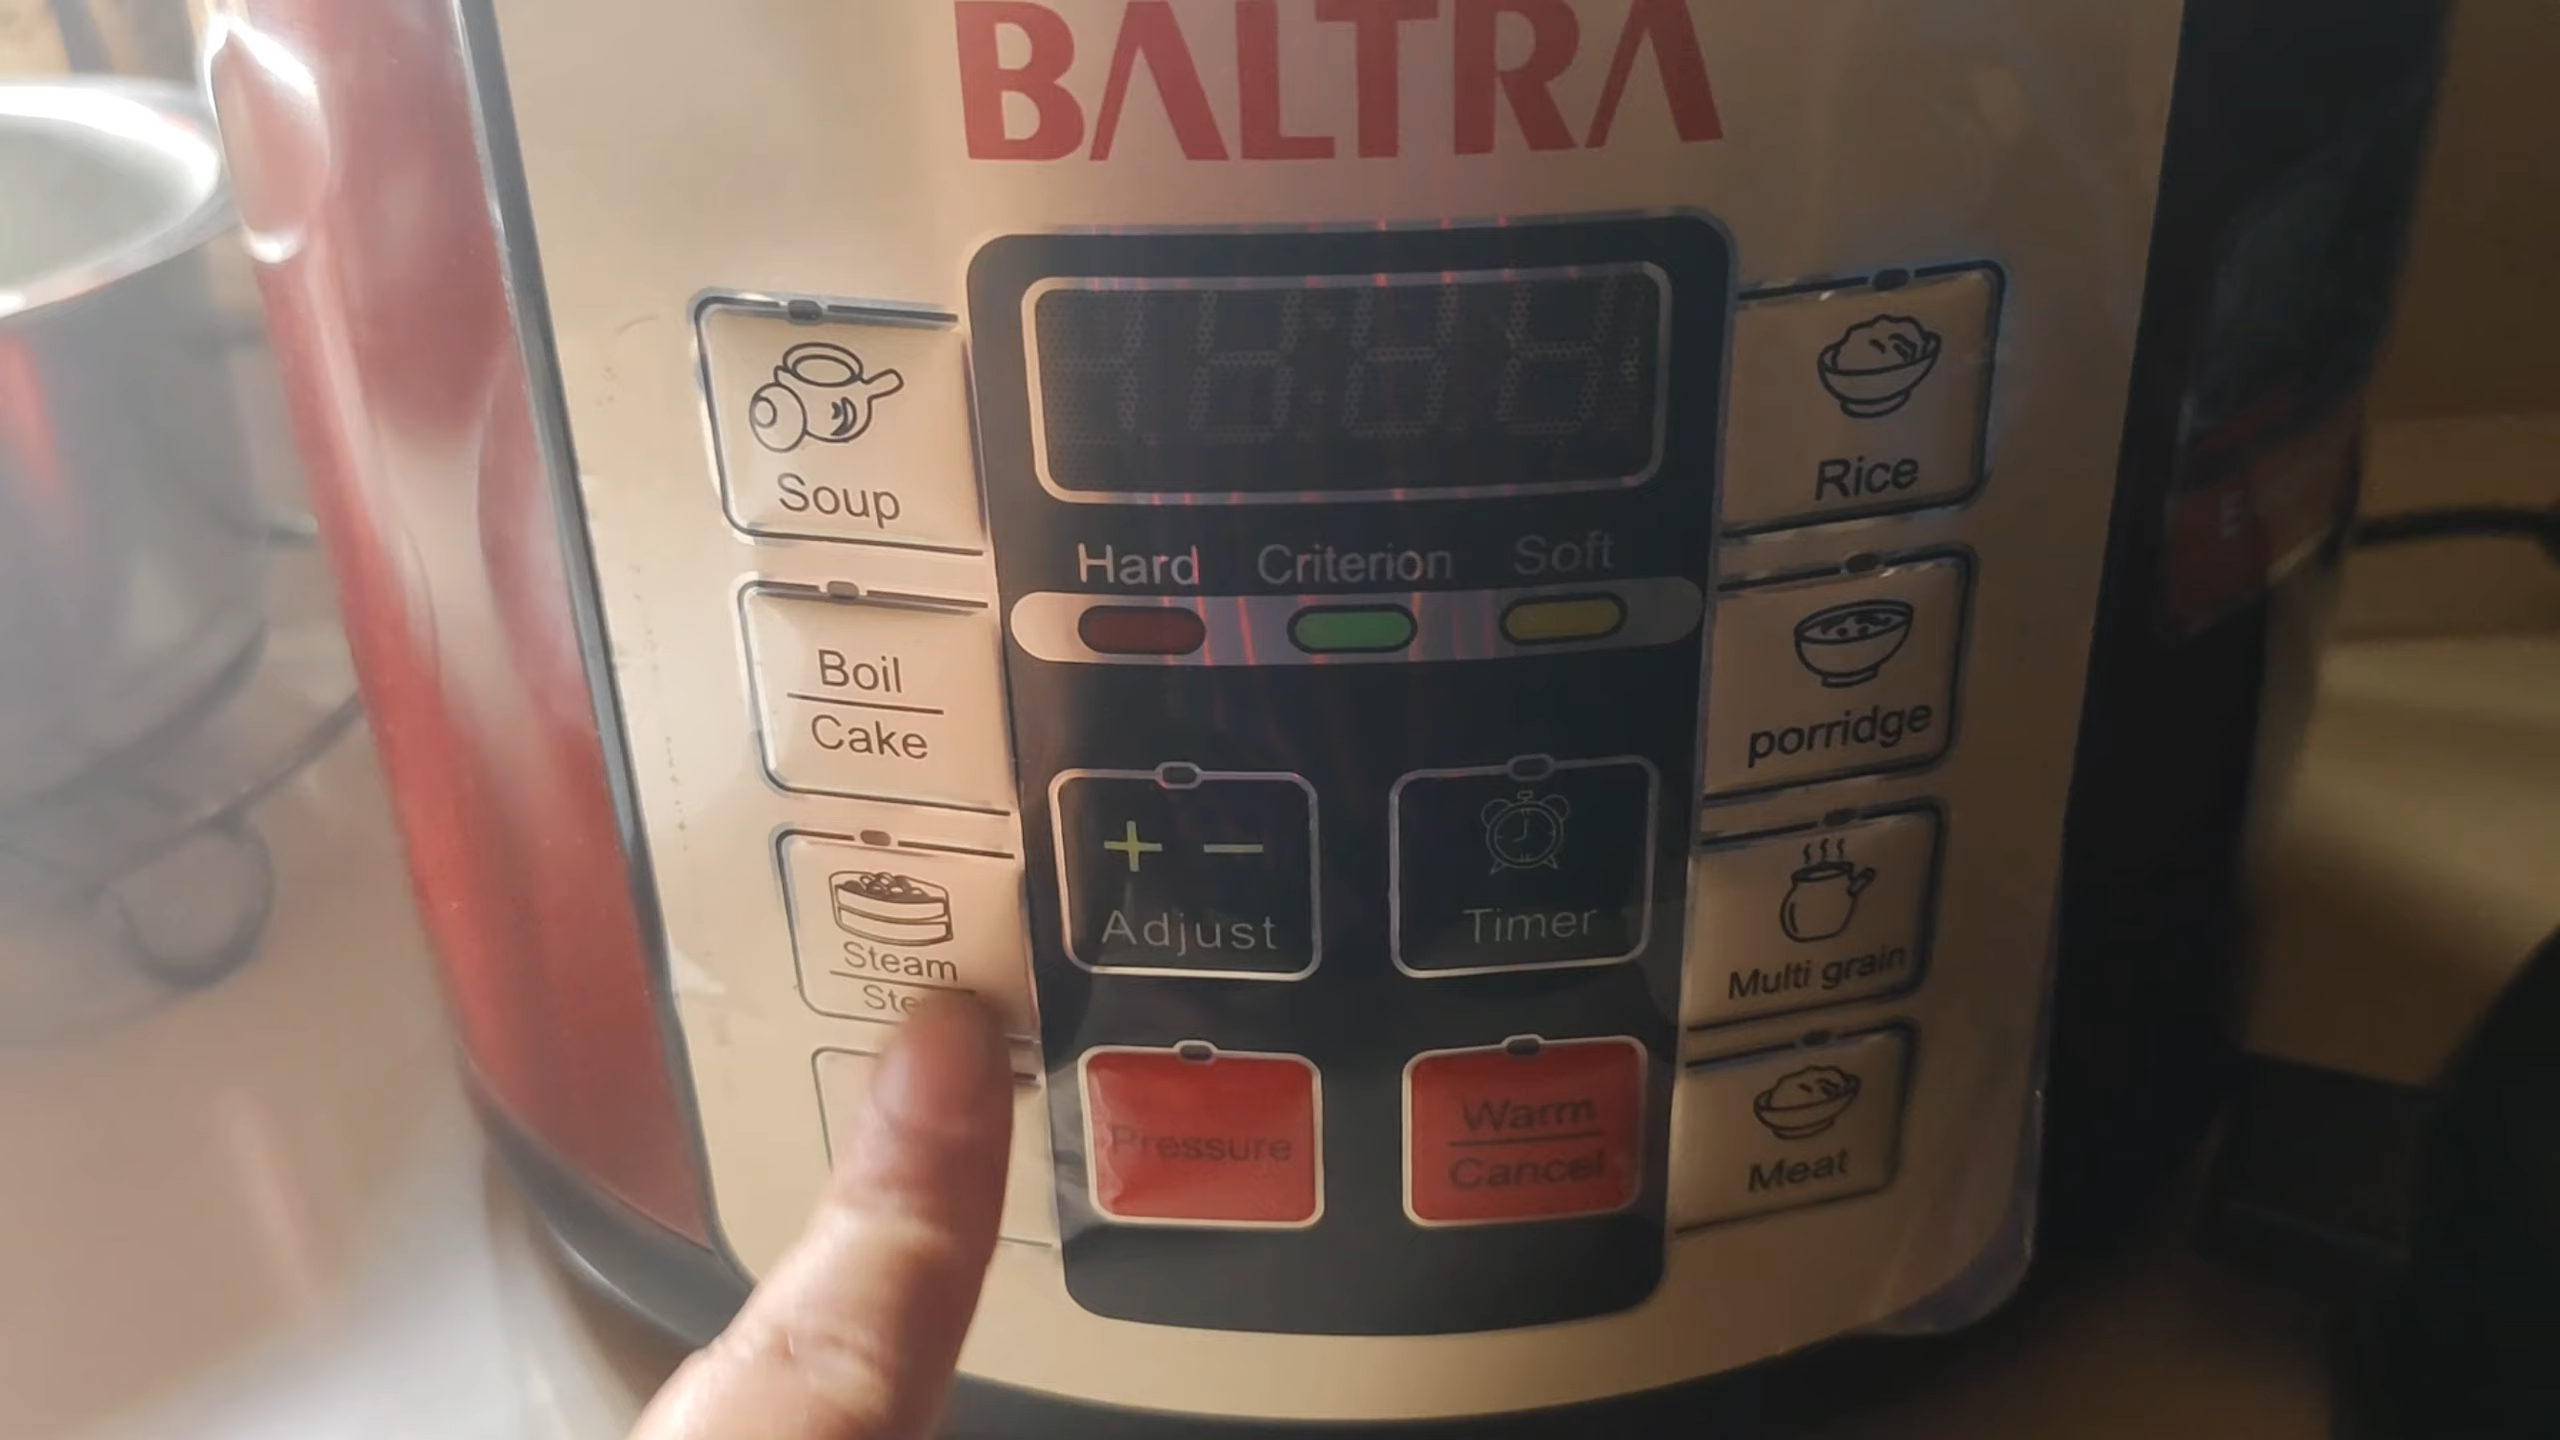 BALTRA
Soup
Rice
Hard Criterion Soft
Boil
Cake
porridge
Adjust
Timer
Steam
Multi grain
Pressure
Warm
Cancel
Meat